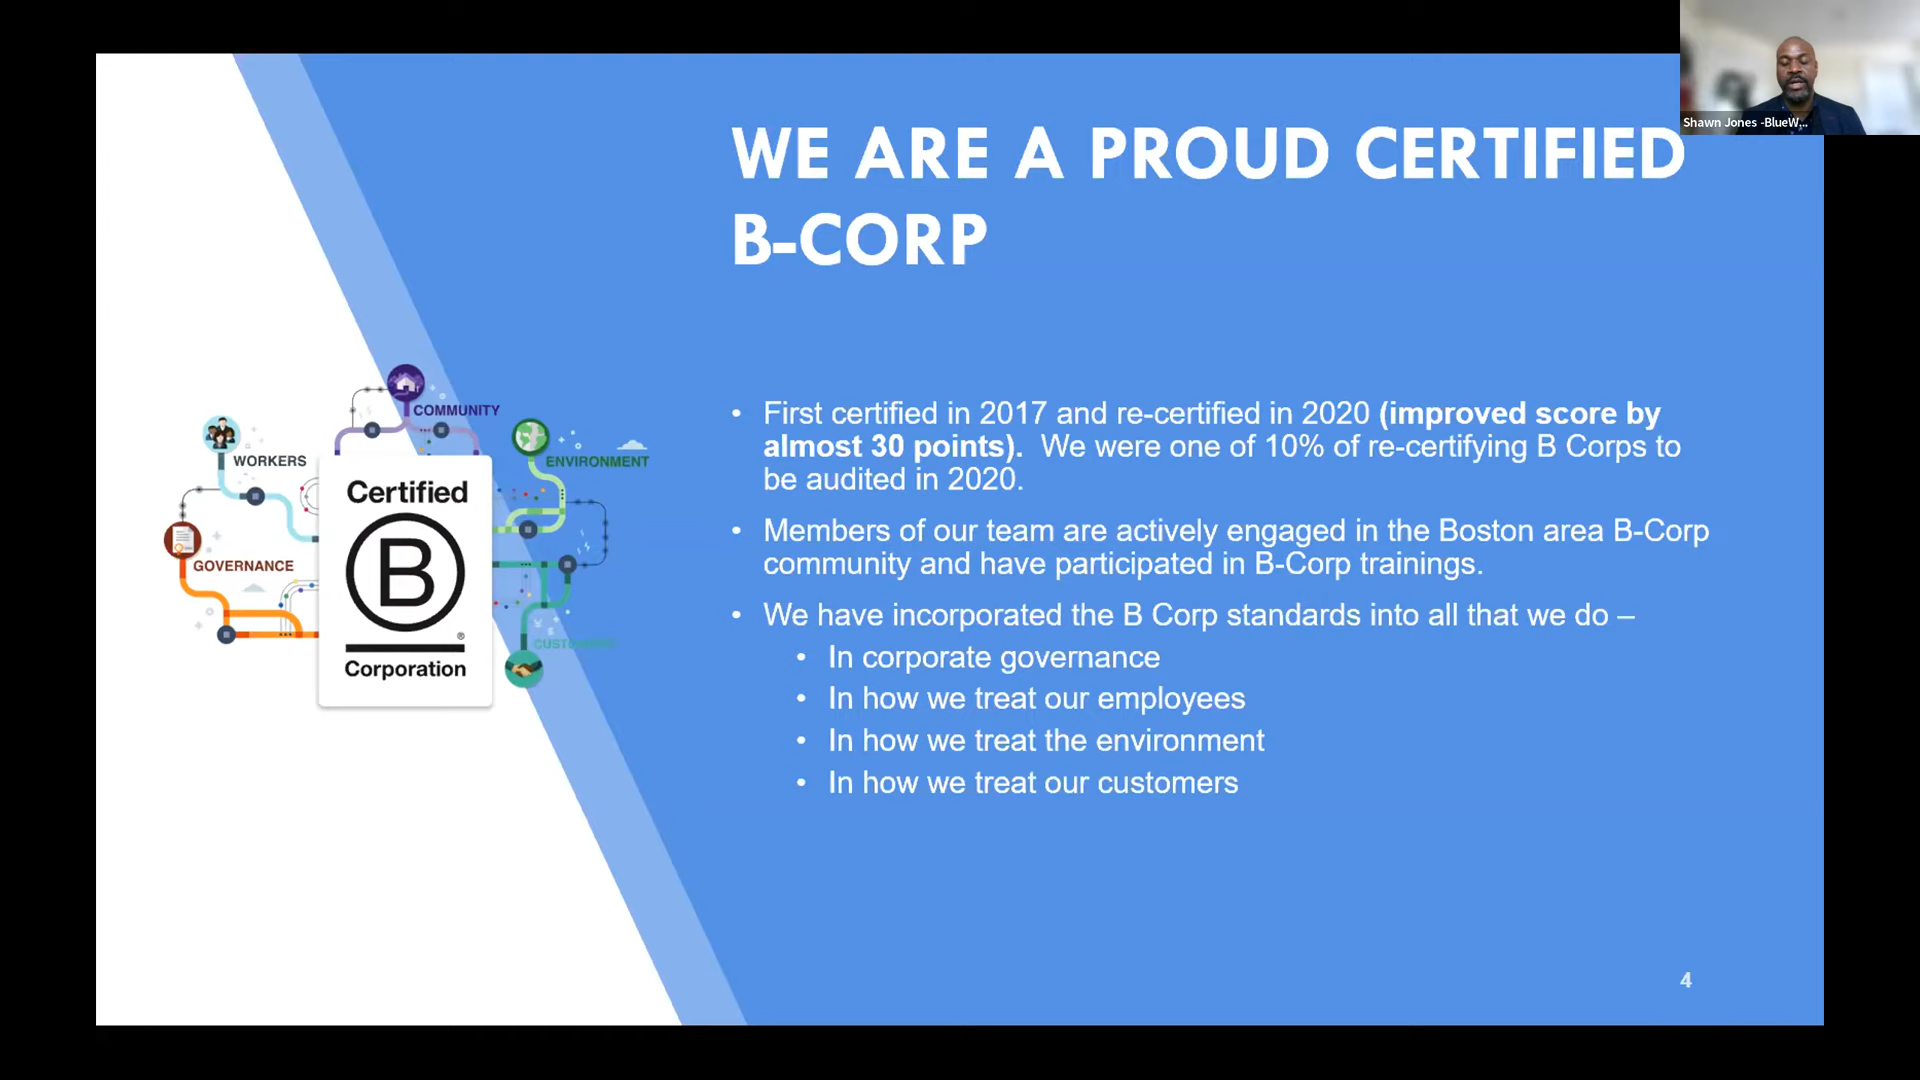 Shawn Jones -BlueW...
WE ARE A PROUD CERTIFIED
B-CORP
COMMUNITY
WORKERS
ENVIRONMENT
GOVERNANCE
CUSTOMERS
Certified
B
®
Corporation
• First certified in 2017 and re-certified in 2020 (improved score by
almost 30 points). We were one of 10% of re-certifying B Corps to
be audited in 2020.
• Members of our team are actively engaged in the Boston area B-Corp
community and have participated in B-Corp trainings.
• We have incorporated the B Corp standards into all that we do –
• In corporate governance
• In how we treat our employees
• In how we treat the environment
• In how we treat our customers
4